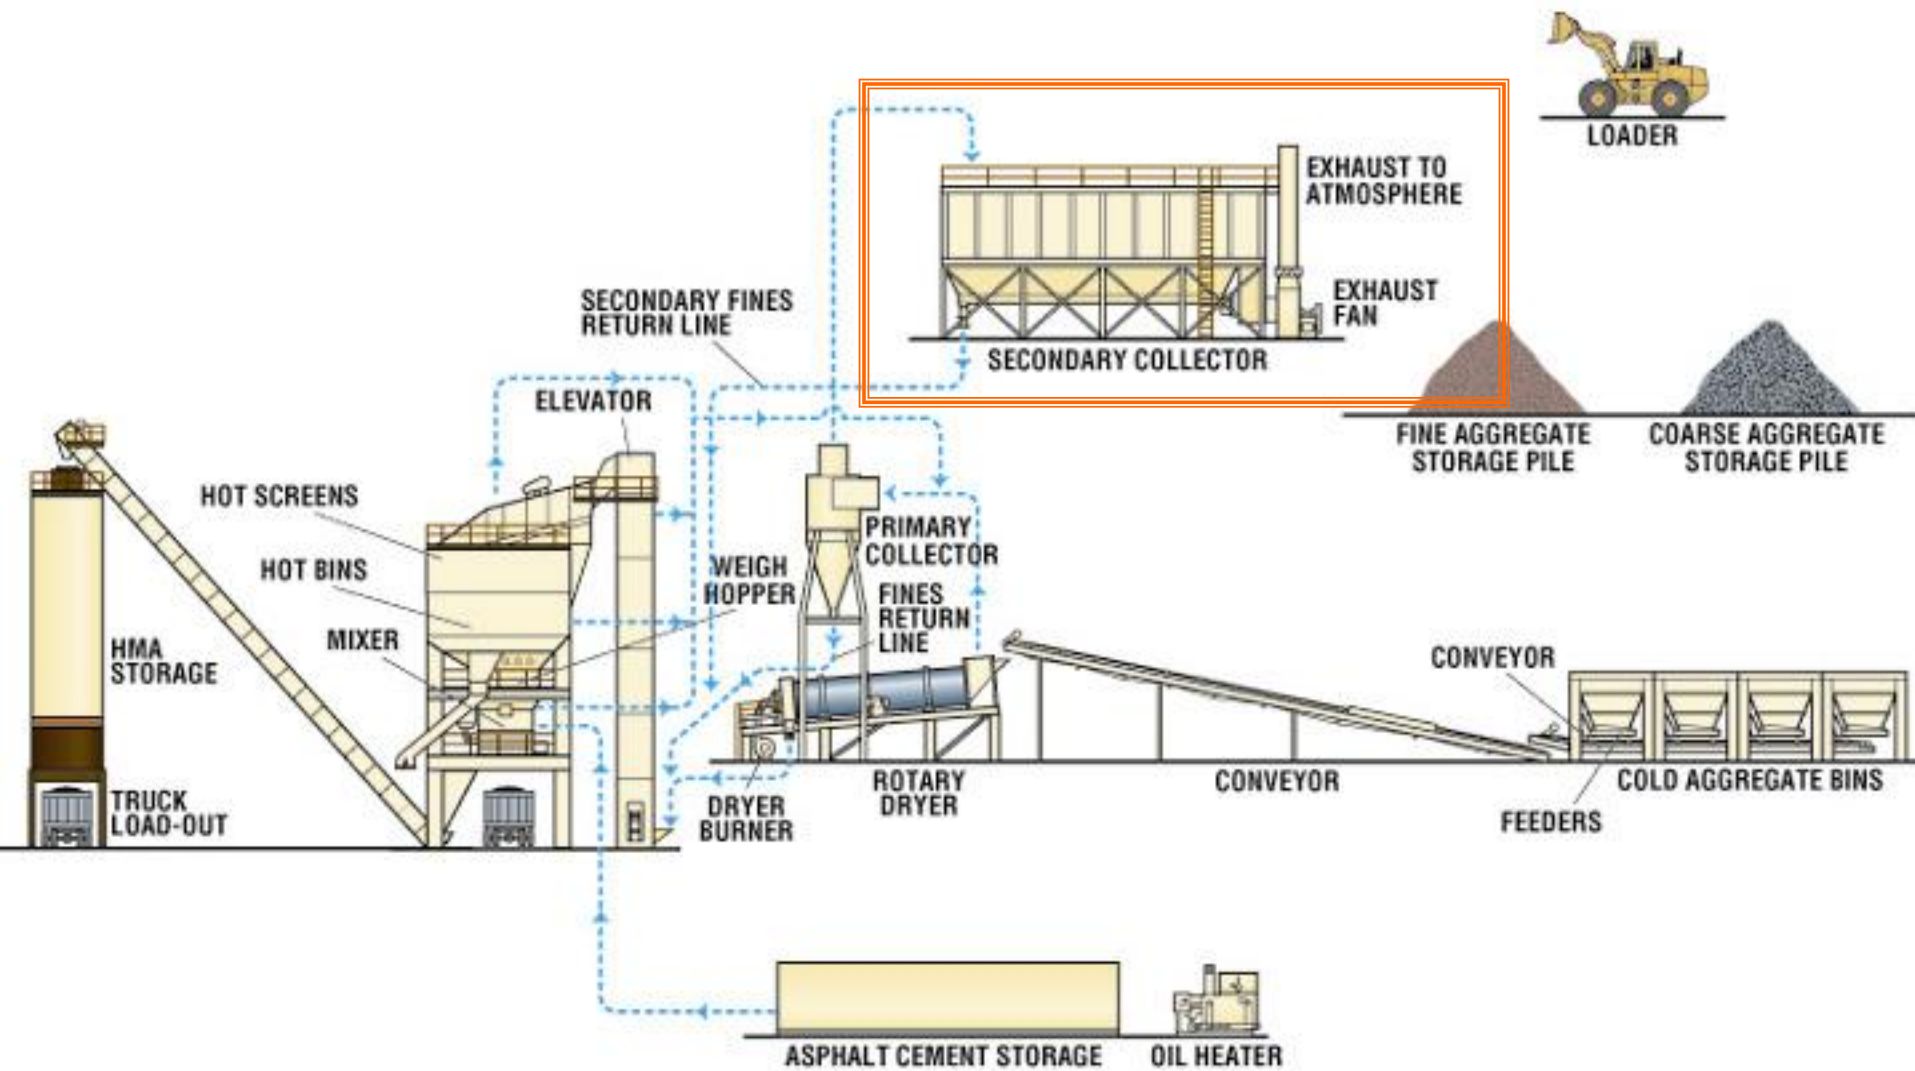 LOADER
EXHAUST TO
ATMOSPHERE
EXHAUST
FAN
SECONDARY COLLECTOR
SECONDARY FINES
RETURN LINE
ELEVATOR
FINE AGGREGATE
STORAGE PILE
COARSE AGGREGATE
STORAGE PILE
HOT SCREENS
HOT BINS
MIXER
WEIGH
HOPPER
PRIMARY
COLLECTOR
FINES
RETURN
LINE
HMA
STORAGE
TRUCK
LOAD-OUT
DRYER
BURNER
ROTARY
DRYER
CONVEYOR
CONVEYOR
COLD AGGREGATE BINS
FEEDERS
ASPHALT CEMENT STORAGE
OIL HEATER